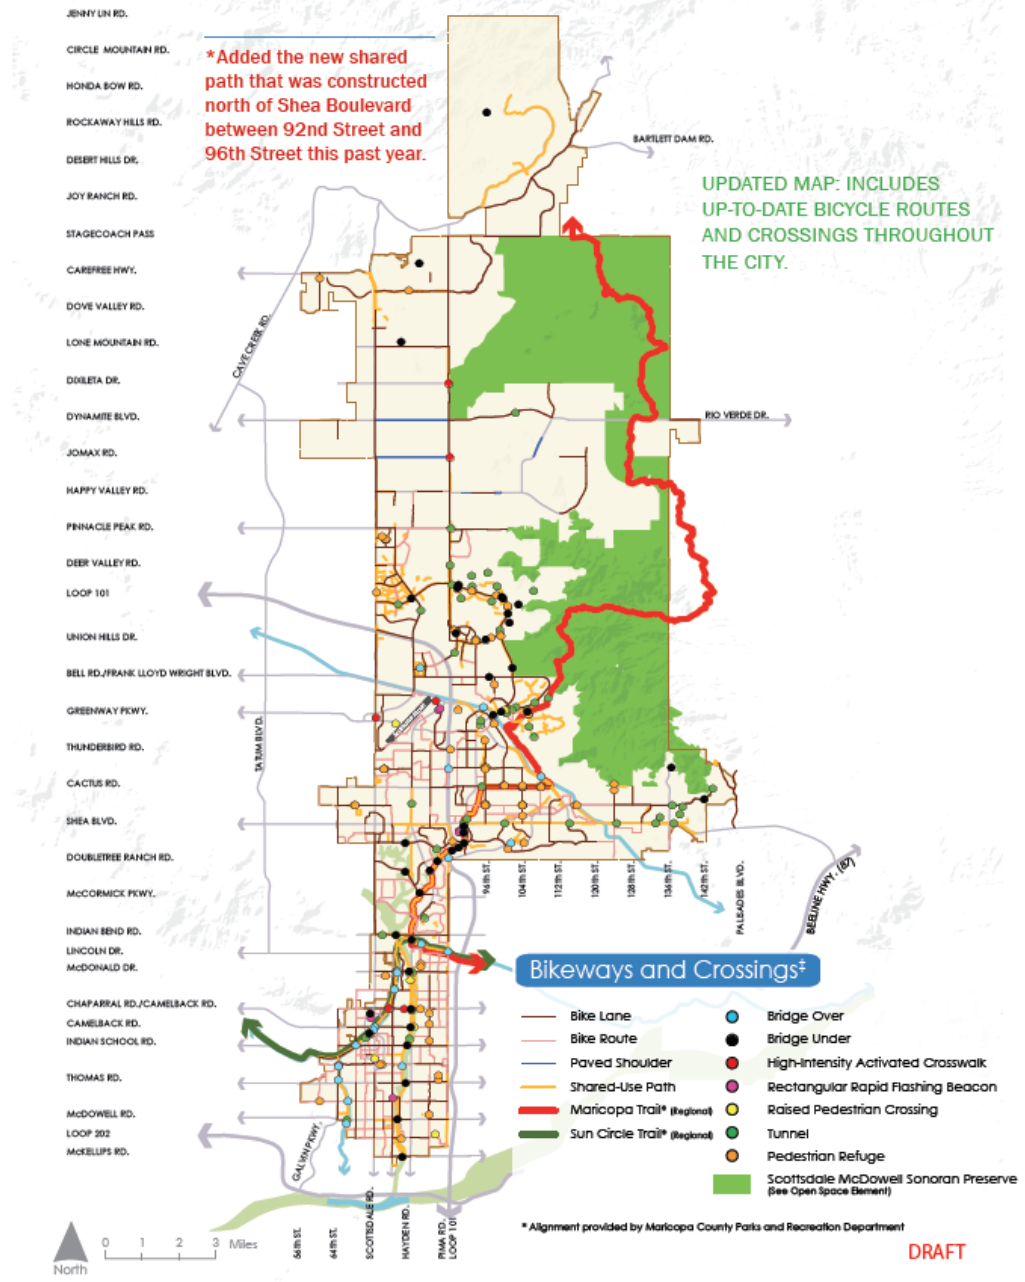 JENNY LIN RD.
CIRCLE MOUNTAIN RD.
HONDA BOW RD.
ROCKAWAY HILLS RD.
DESERT HILLS DR.
JOY RANCH RD.
STAGECOACH PASS
CAREFREE HWY.
DOVE VALLEY RD.
LONE MOUNTAIN RD.
DIXILETA DR.
DYNAMITE BLVD.
JOMAX RD.
HAPPY VALLEY RD.
PINNACLE PEAK RD.
DEER VALLEY RD.
LOOP 101
UNION HILLS DR.
BELL RD./FRANK LLOYD WRIGHT BLVD.
GREENWAY PKWY.
THUNDERBIRD RD.
CACTUS RD.
SHEA BLVD.
DOUBLETREE RANCH RD.
McCORMICK PKWY.
INDIAN BEND RD.
LINCOLN DR.
McDONALD DR.
CHAPARRAL RD./CAMELBACK RD.
CAMELBACK RD.
INDIAN SCHOOL RD.
THOMAS RD.
McDOWELL RD.
LOOP 202
McKELLIPS RD.
*Added the new shared
path that was constructed
north of Shea Boulevard
between 92nd Street and
96th Street this past year.
BARTLETT DAM RD.
UPDATED MAP: INCLUDES
UP-TO-DATE BICYCLE ROUTES
AND CROSSINGS THROUGHOUT
THE CITY.
CAVE CREEK RD.
RIO VERDE DR.
TATUM BLVD.
96th ST.
104th ST.
112th ST.
120th ST.
128th ST.
136th ST.
142th ST.
PALISADES BLVD.
BEELINE HWY. (87)
GALVIN PKWY.
56th ST.
64th ST.
SCOTTSDALE RD.
HAYDEN RD.
PIMA RD.
LOOP 101
Bikeways and Crossings‡
Bike Lane
Bike Route
Paved Shoulder
Shared-Use Path
Maricopa Trail* (Regional)
Sun Circle Trail* (Regional)
Bridge Over
Bridge Under
High-Intensity Activated Crosswalk
Rectangular Rapid Flashing Beacon
Raised Pedestrian Crossing
Tunnel
Pedestrian Refuge
Scottsdale McDowell Sonoran Preserve
(See Open Space Element)
* Alignment provided by Maricopa County Parks and Recreation Department
DRAFT
0 1 2 3 Miles
North